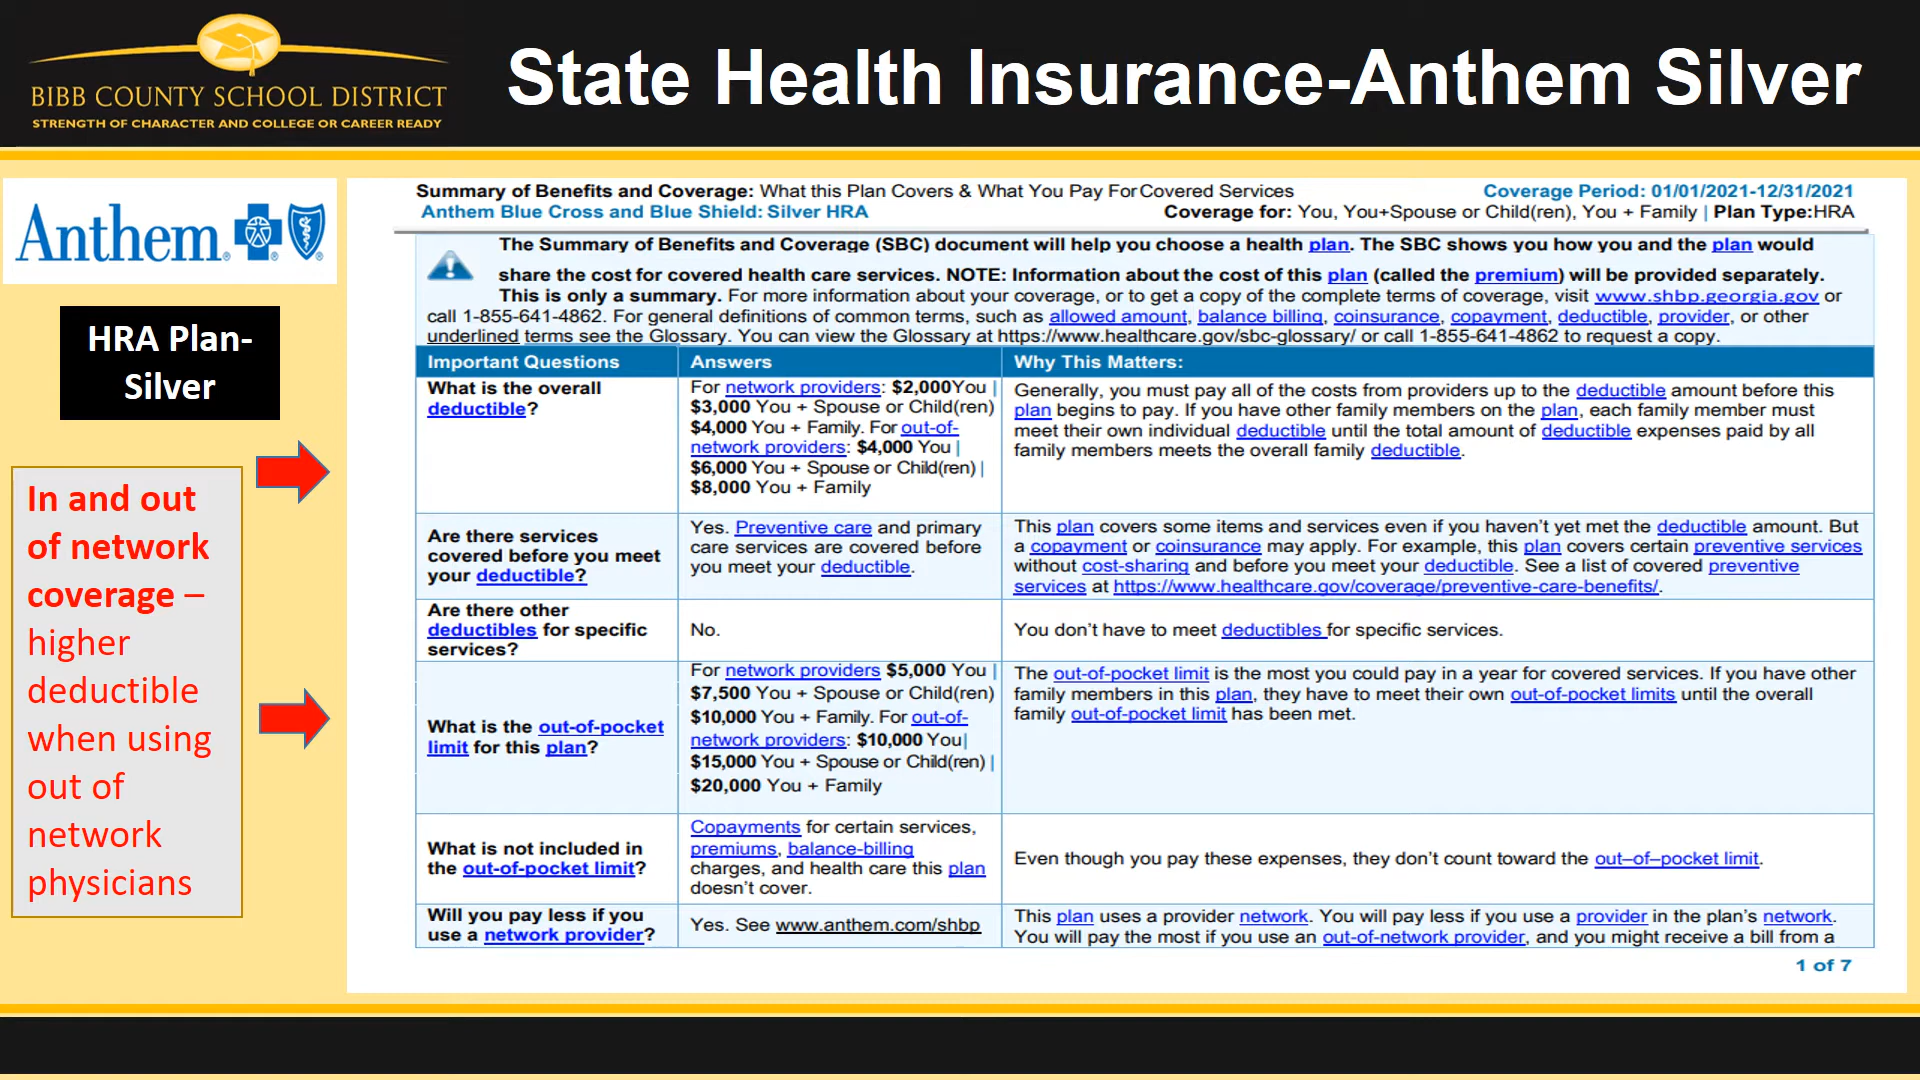 BIBB COUNTY SCHOOL DISTRICT
STRENGTH OF CHARACTER AND COLLEGE OR CAREER READY
State Health Insurance-Anthem Silver
Anthem.
HRA Plan-
Silver
In and out
of network
coverage –
higher
deductible
when using
out of
network
physicians
Summary of Benefits and Coverage: What this Plan Covers & What You Pay For Covered Services
Coverage Period: 01/01/2021-12/31/2021
Anthem Blue Cross and Blue Shield: Silver HRA
Coverage for: You, You+Spouse or Child(ren), You + Family | Plan Type:HRA
The Summary of Benefits and Coverage (SBC) document will help you choose a health plan. The SBC shows you how you and the plan would
share the cost for covered health care services. NOTE: Information about the cost of this plan (called the premium) will be provided separately.
This is only a summary. For more information about your coverage, or to get a copy of the complete terms of coverage, visit www.shbp.georgia.gov or
call 1-855-641-4862. For general definitions of common terms, such as allowed amount, balance billing, coinsurance, copayment, deductible, provider, or other
underlined terms see the Glossary. You can view the Glossary at https://www.healthcare.gov/sbc-glossary/ or call 1-855-641-4862 to request a copy.
Important Questions
Answers
Why This Matters:
What is the overall
deductible?
For network providers: $2,000You |
$3,000 You + Spouse or Child(ren)
$4,000 You + Family. For out-of-
network providers: $4,000 You |
$6,000 You + Spouse or Child(ren) |
$8,000 You + Family
Generally, you must pay all of the costs from providers up to the deductible amount before this
plan begins to pay. If you have other family members on the plan, each family member must
meet their own individual deductible until the total amount of deductible expenses paid by all
family members meets the overall family deductible.
Are there services
covered before you meet
your deductible?
Yes. Preventive care and primary
care services are covered before
you meet your deductible.
This plan covers some items and services even if you haven't yet met the deductible amount. But
a copayment or coinsurance may apply. For example, this plan covers certain preventive services
without cost-sharing and before you meet your deductible. See a list of covered preventive
services at https://www.healthcare.gov/coverage/preventive-care-benefits/.
Are there other
deductibles for specific
services?
No.
You don't have to meet deductibles for specific services.
What is the out-of-pocket
limit for this plan?
For network providers $5,000 You |
$7,500 You + Spouse or Child(ren)
$10,000 You + Family. For out-of-
network providers: $10,000 You|
$15,000 You + Spouse or Child(ren) |
$20,000 You + Family
The out-of-pocket limit is the most you could pay in a year for covered services. If you have other
family members in this plan, they have to meet their own out-of-pocket limits until the overall
family out-of-pocket limit has been met.
What is not included in
the out-of-pocket limit?
Copayments for certain services,
premiums, balance-billing
charges, and health care this plan
doesn't cover.
Even though you pay these expenses, they don't count toward the out–of–pocket limit.
Will you pay less if you
use a network provider?
Yes. See www.anthem.com/shbp
This plan uses a provider network. You will pay less if you use a provider in the plan's network.
You will pay the most if you use an out-of-network provider, and you might receive a bill from a
1 of 7